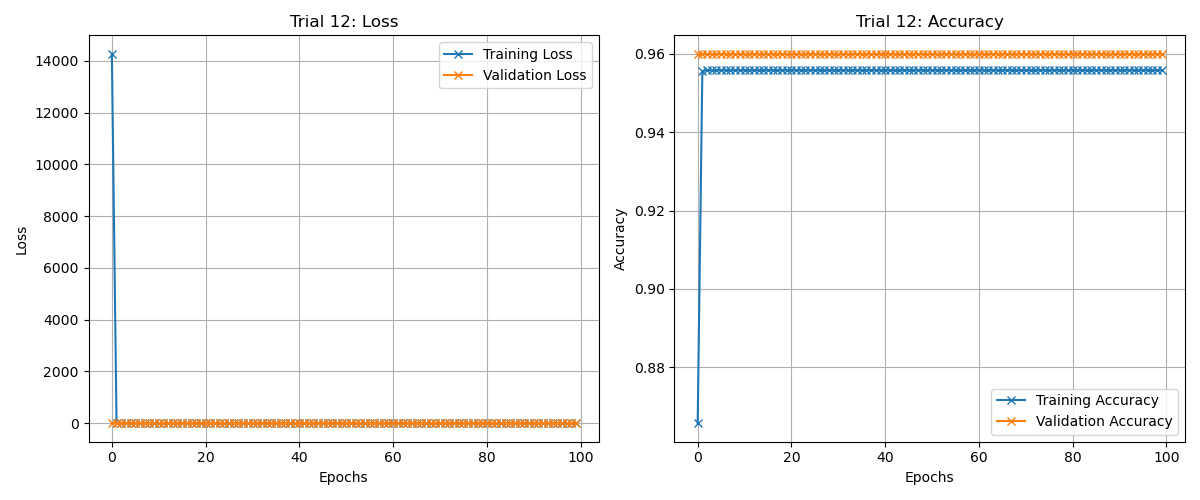 Trial 12: Loss
14000
12000
10000
8000
6000
4000
2000
0
Loss
0 20 40 60 80 100
Epochs
Training Loss
Validation Loss
Trial 12: Accuracy
0.96
0.94
0.92
0.90
0.88
Accuracy
0 20 40 60 80 100
Epochs
Training Accuracy
Validation Accuracy